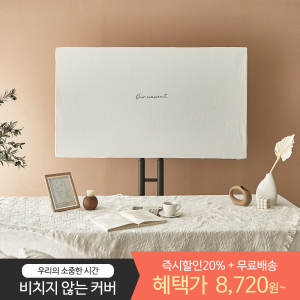 우리의 소중한 시간
비치지 않는 커버
즉시할인20% + 무료배송
혜택가 8,720원~